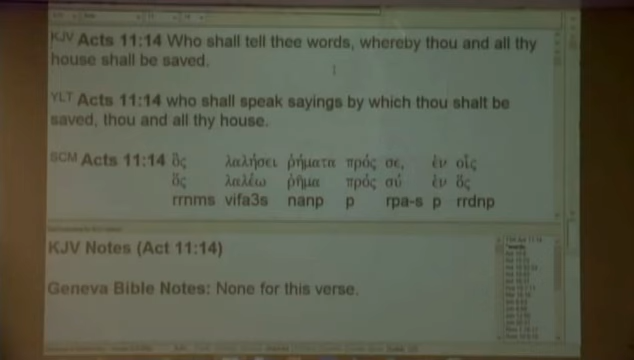 KJV Acts 11:14 Who shall tell thee words, whereby thou and all thy
house shall be saved.
YLT Acts 11:14 who shall speak sayings by which thou shalt be
saved, thou and all thy house.
SCM Acts 11:14 ὃς λαλήσει ῥήματα πρός σε, ἐν οἷς
ὅς λαλέω ῥῆμα πρός σύ ἐν ὅς
rrnms vifa3s nanp p rpa-s p rrdnp
KJV Notes (Act 11:14)
Geneva Bible Notes: None for this verse.